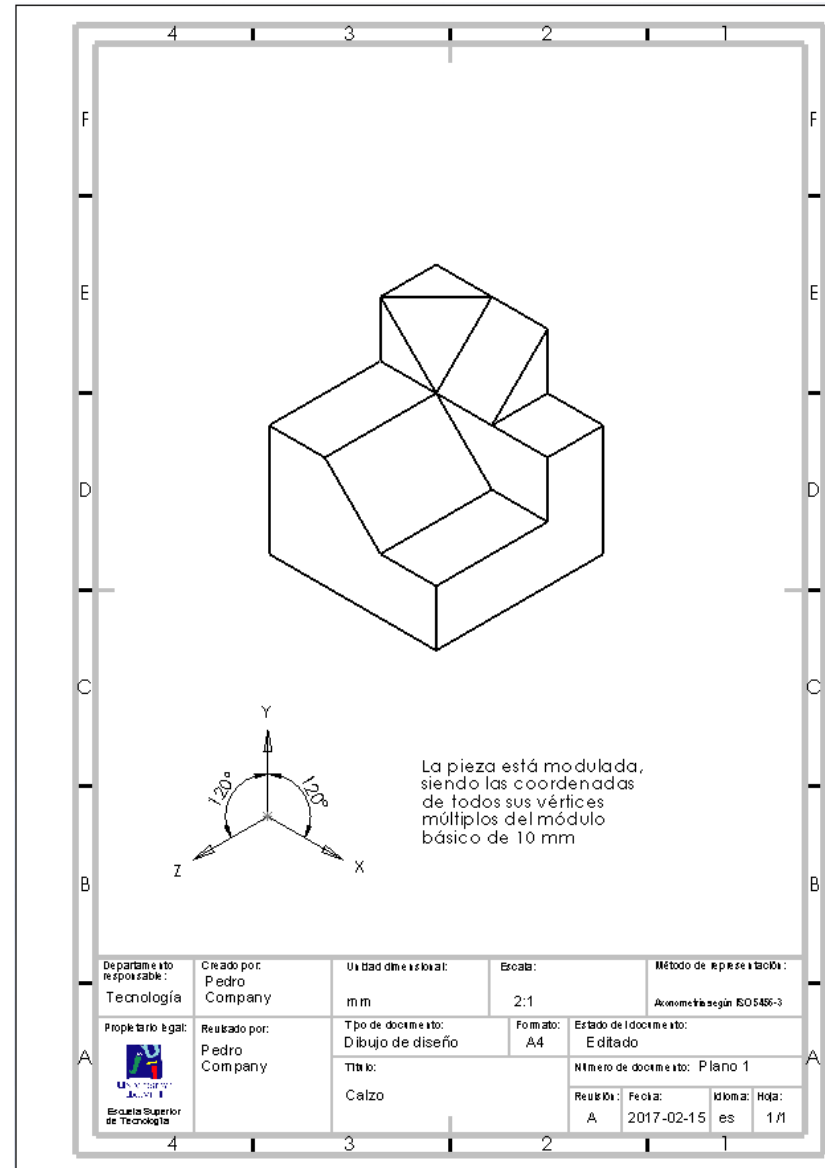 4 3 2 1
F F
E E
D D
C C
Y
120° 120°
Z X
La pieza está modulada,
siendo las coordenadas
de todos sus vértices
múltiplos del módulo
básico de 10 mm
B B
Departamento
responsable:
Tecnología
Creado por:
Pedro
Company
Unidad dimensional:
mm
Escala:
2:1
Método de representación:
Axonometría según ISO 5456-3
Propietario legal:
Escuela Superior
de Tecnología
Revisado por:
Pedro
Company
Tipo de documento:
Dibujo de diseño
Formato:
A4
Estado del documento:
Editado
Título:
Calzo
Número de documento: Plano 1
Revisión:
A
Fecha:
2017-02-15
Idioma:
es
Hoja:
1/1
A A
4 3 2 1